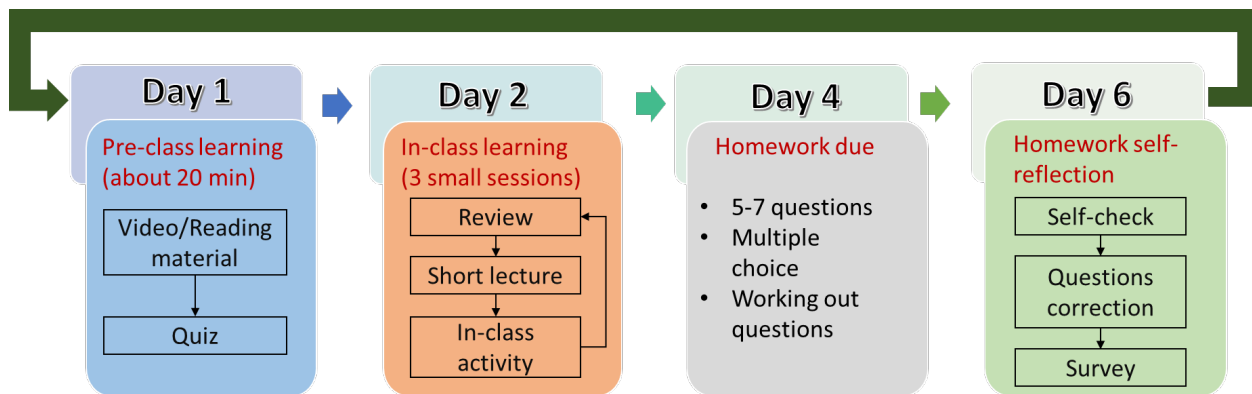 Day 1
Pre-class learning
(about 20 min)
Video/Reading
material
Quiz
Day 2
In-class learning
(3 small sessions)
Review
Short lecture
In-class
activity
Day 4
Homework due
• 5-7 questions
• Multiple
choice
• Working out
questions
Day 6
Homework self-
reflection
Self-check
Questions
correction
Survey